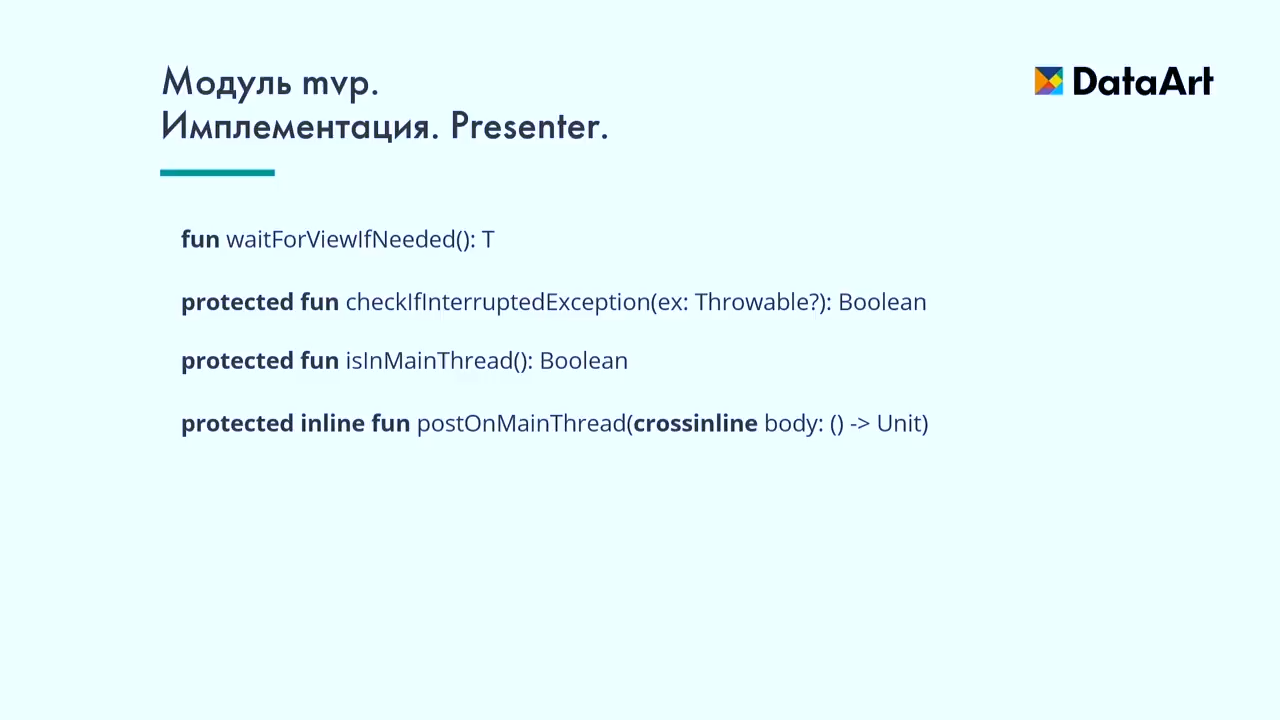 Модуль mvp.
Имплементация. Presenter.
DataArt
fun waitForViewIfNeeded(): T
protected fun checkIfInterruptedException(ex: Throwable?): Boolean
protected fun isInMainThread(): Boolean
protected inline fun postOnMainThread(crossinline body: () -> Unit)